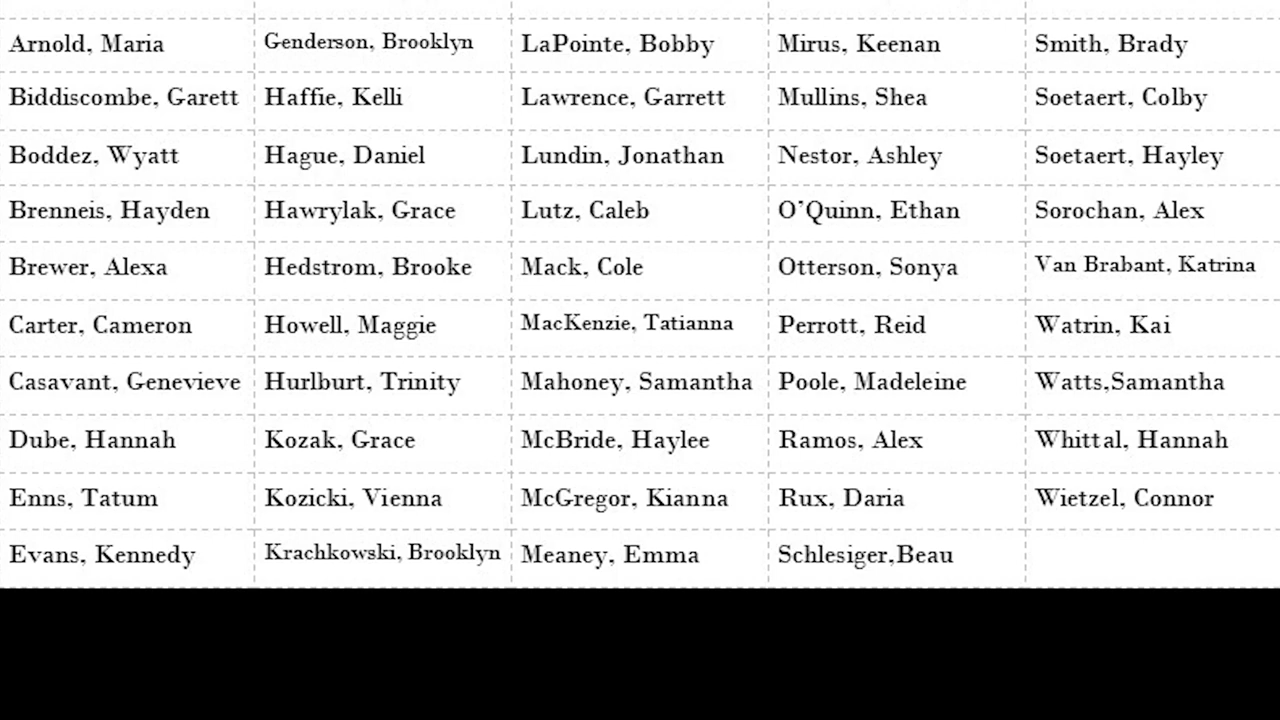 Arnold, Maria
Biddiscombe, Garett
Boddez, Wyatt
Brenneis, Hayden
Brewer, Alexa
Carter, Cameron
Casavant, Genevieve
Dube, Hannah
Enns, Tatum
Evans, Kennedy
Genderson, Brooklyn
Haffie, Kelli
Hague, Daniel
Hawrylak, Grace
Hedstrom, Brooke
Howell, Maggie
Hurlburt, Trinity
Kozak, Grace
Kozicki, Vienna
Krachkowski, Brooklyn
LaPointe, Bobby
Lawrence, Garrett
Lundin, Jonathan
Lutz, Caleb
Mack, Cole
MacKenzie, Tatianna
Mahoney, Samantha
McBride, Haylee
McGregor, Kianna
Meaney, Emma
Mirus, Keenan
Mullins, Shea
Nestor, Ashley
O'Quinn, Ethan
Otterson, Sonya
Perrott, Reid
Poole, Madeleine
Ramos, Alex
Rux, Daria
Schlesiger,Beau
Smith, Brady
Soetaert, Colby
Soetaert, Hayley
Sorochan, Alex
Van Brabant, Katrina
Watrin, Kai
Watts,Samantha
Whittal, Hannah
Wietzel, Connor